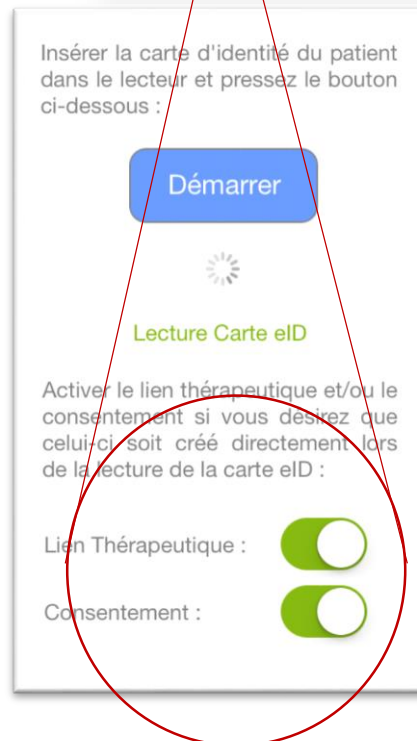 Insérer la carte d'identité du patient
dans le lecteur et pressez le bouton
ci-dessous :
Démarrer
Lecture Carte eID
Activer le lien thérapeutique et/ou le
consentement si vous désirez que
celui-ci soit créé directement lors
de la lecture de la carte eID :
Lien Thérapeutique :
Consentement :